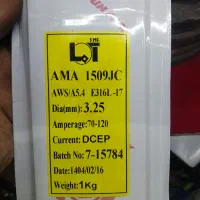 AMA 1509JC
AWS/A5.4 E316L-17
Dia(mm): 3.25
Amperage:70-120
Current: DCEP
Batch No: 7-15784
Date:1404/02/16
Weight:1Kg